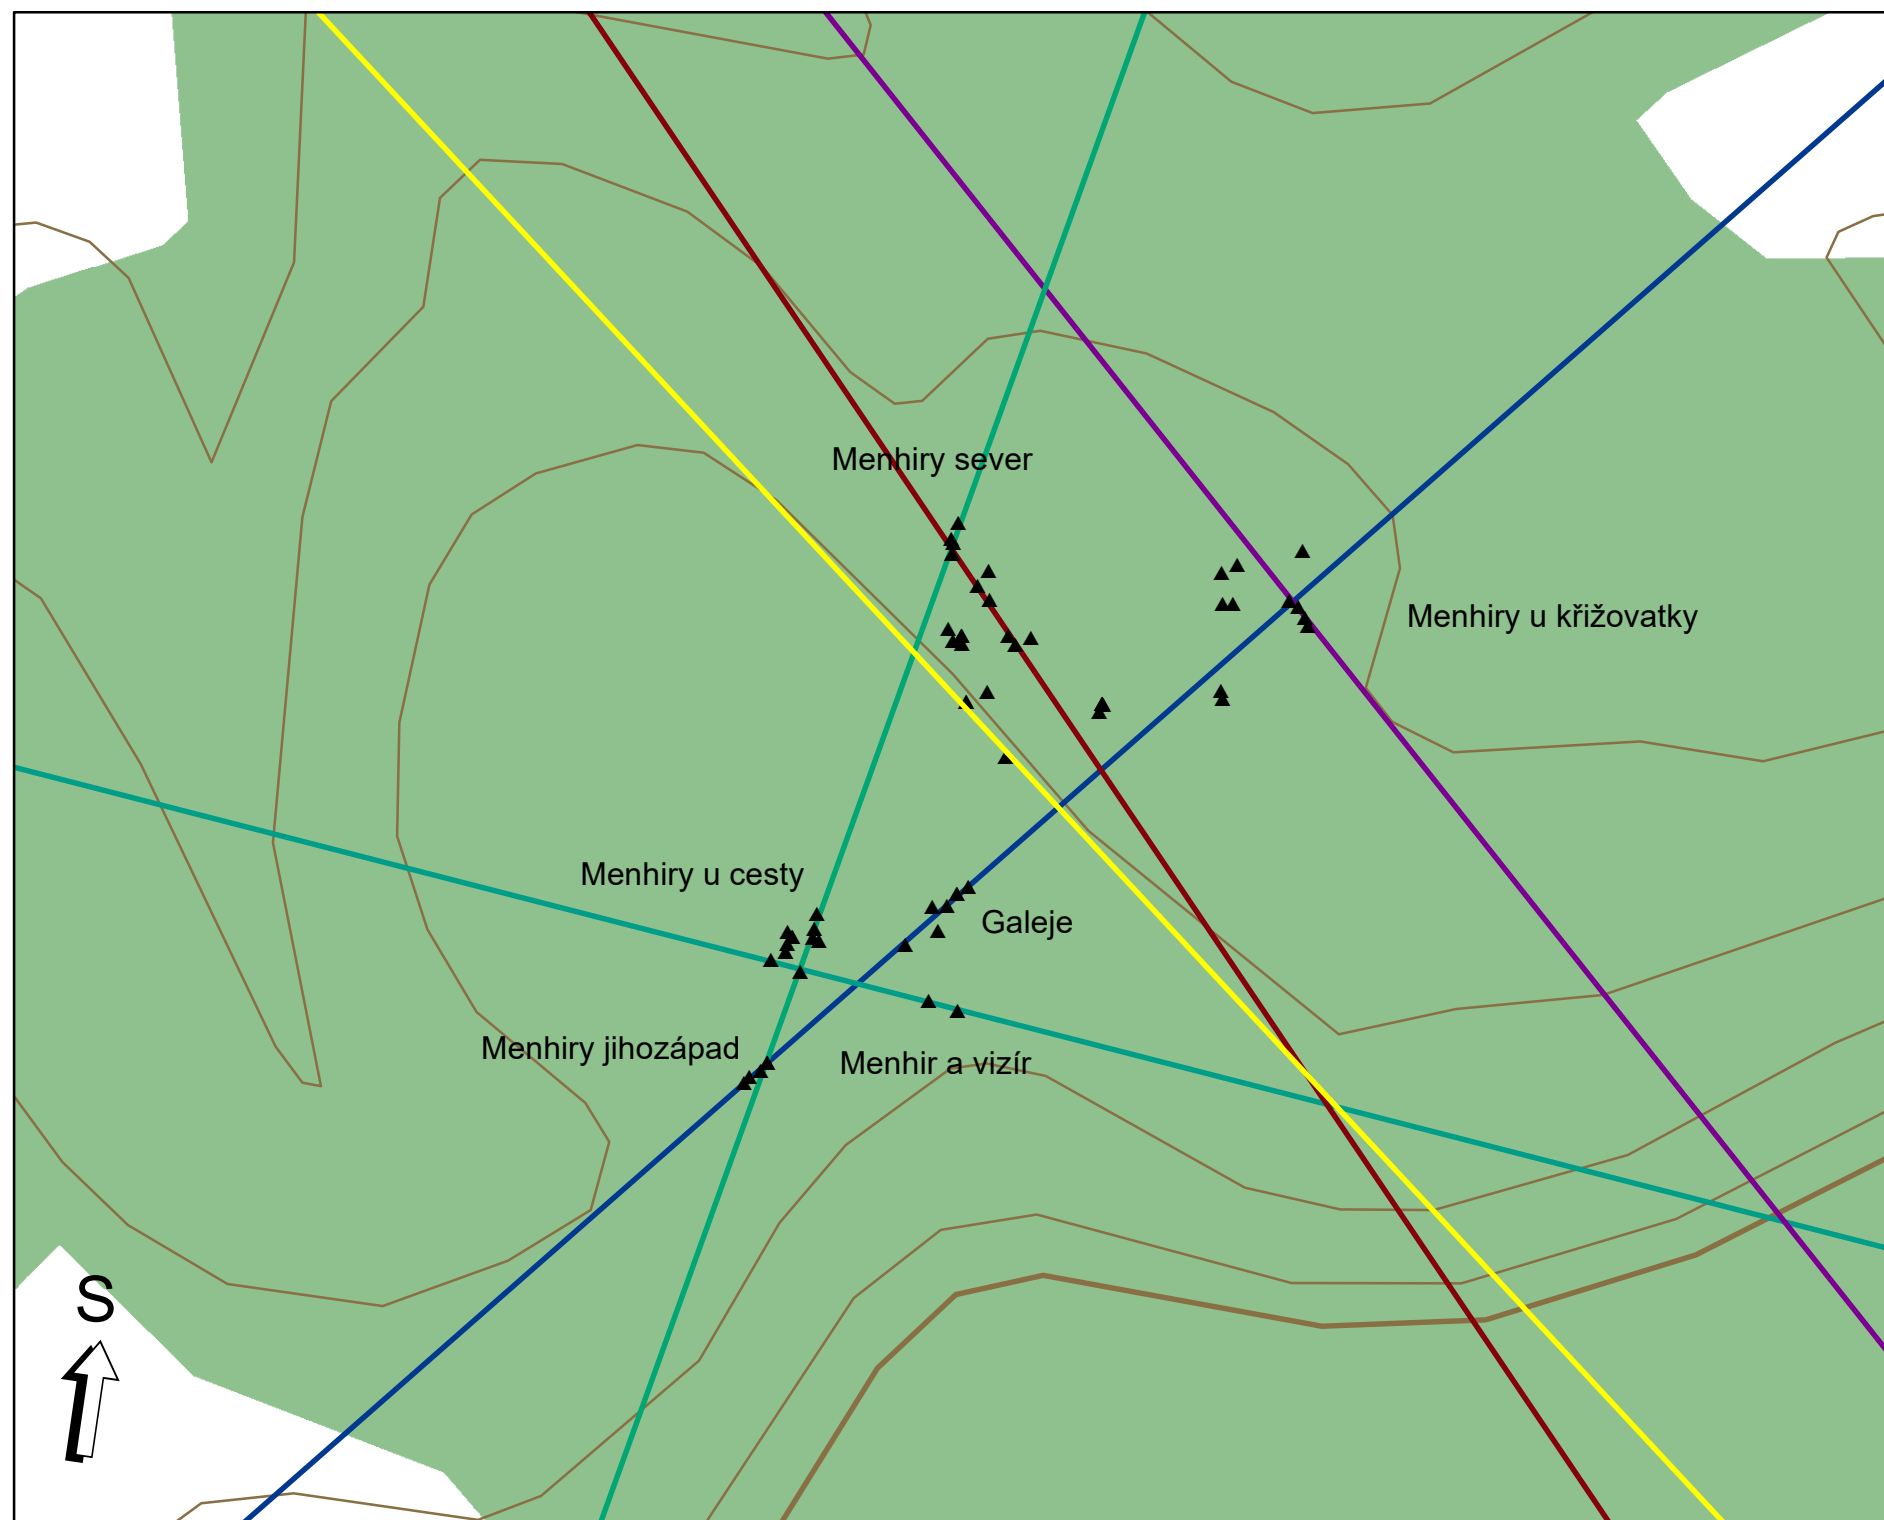 Menhiry sever
Menhiry u křižovatky
Menhiry u cesty
Galeje
Menhiry jihozápad
Menhir a vizír
S